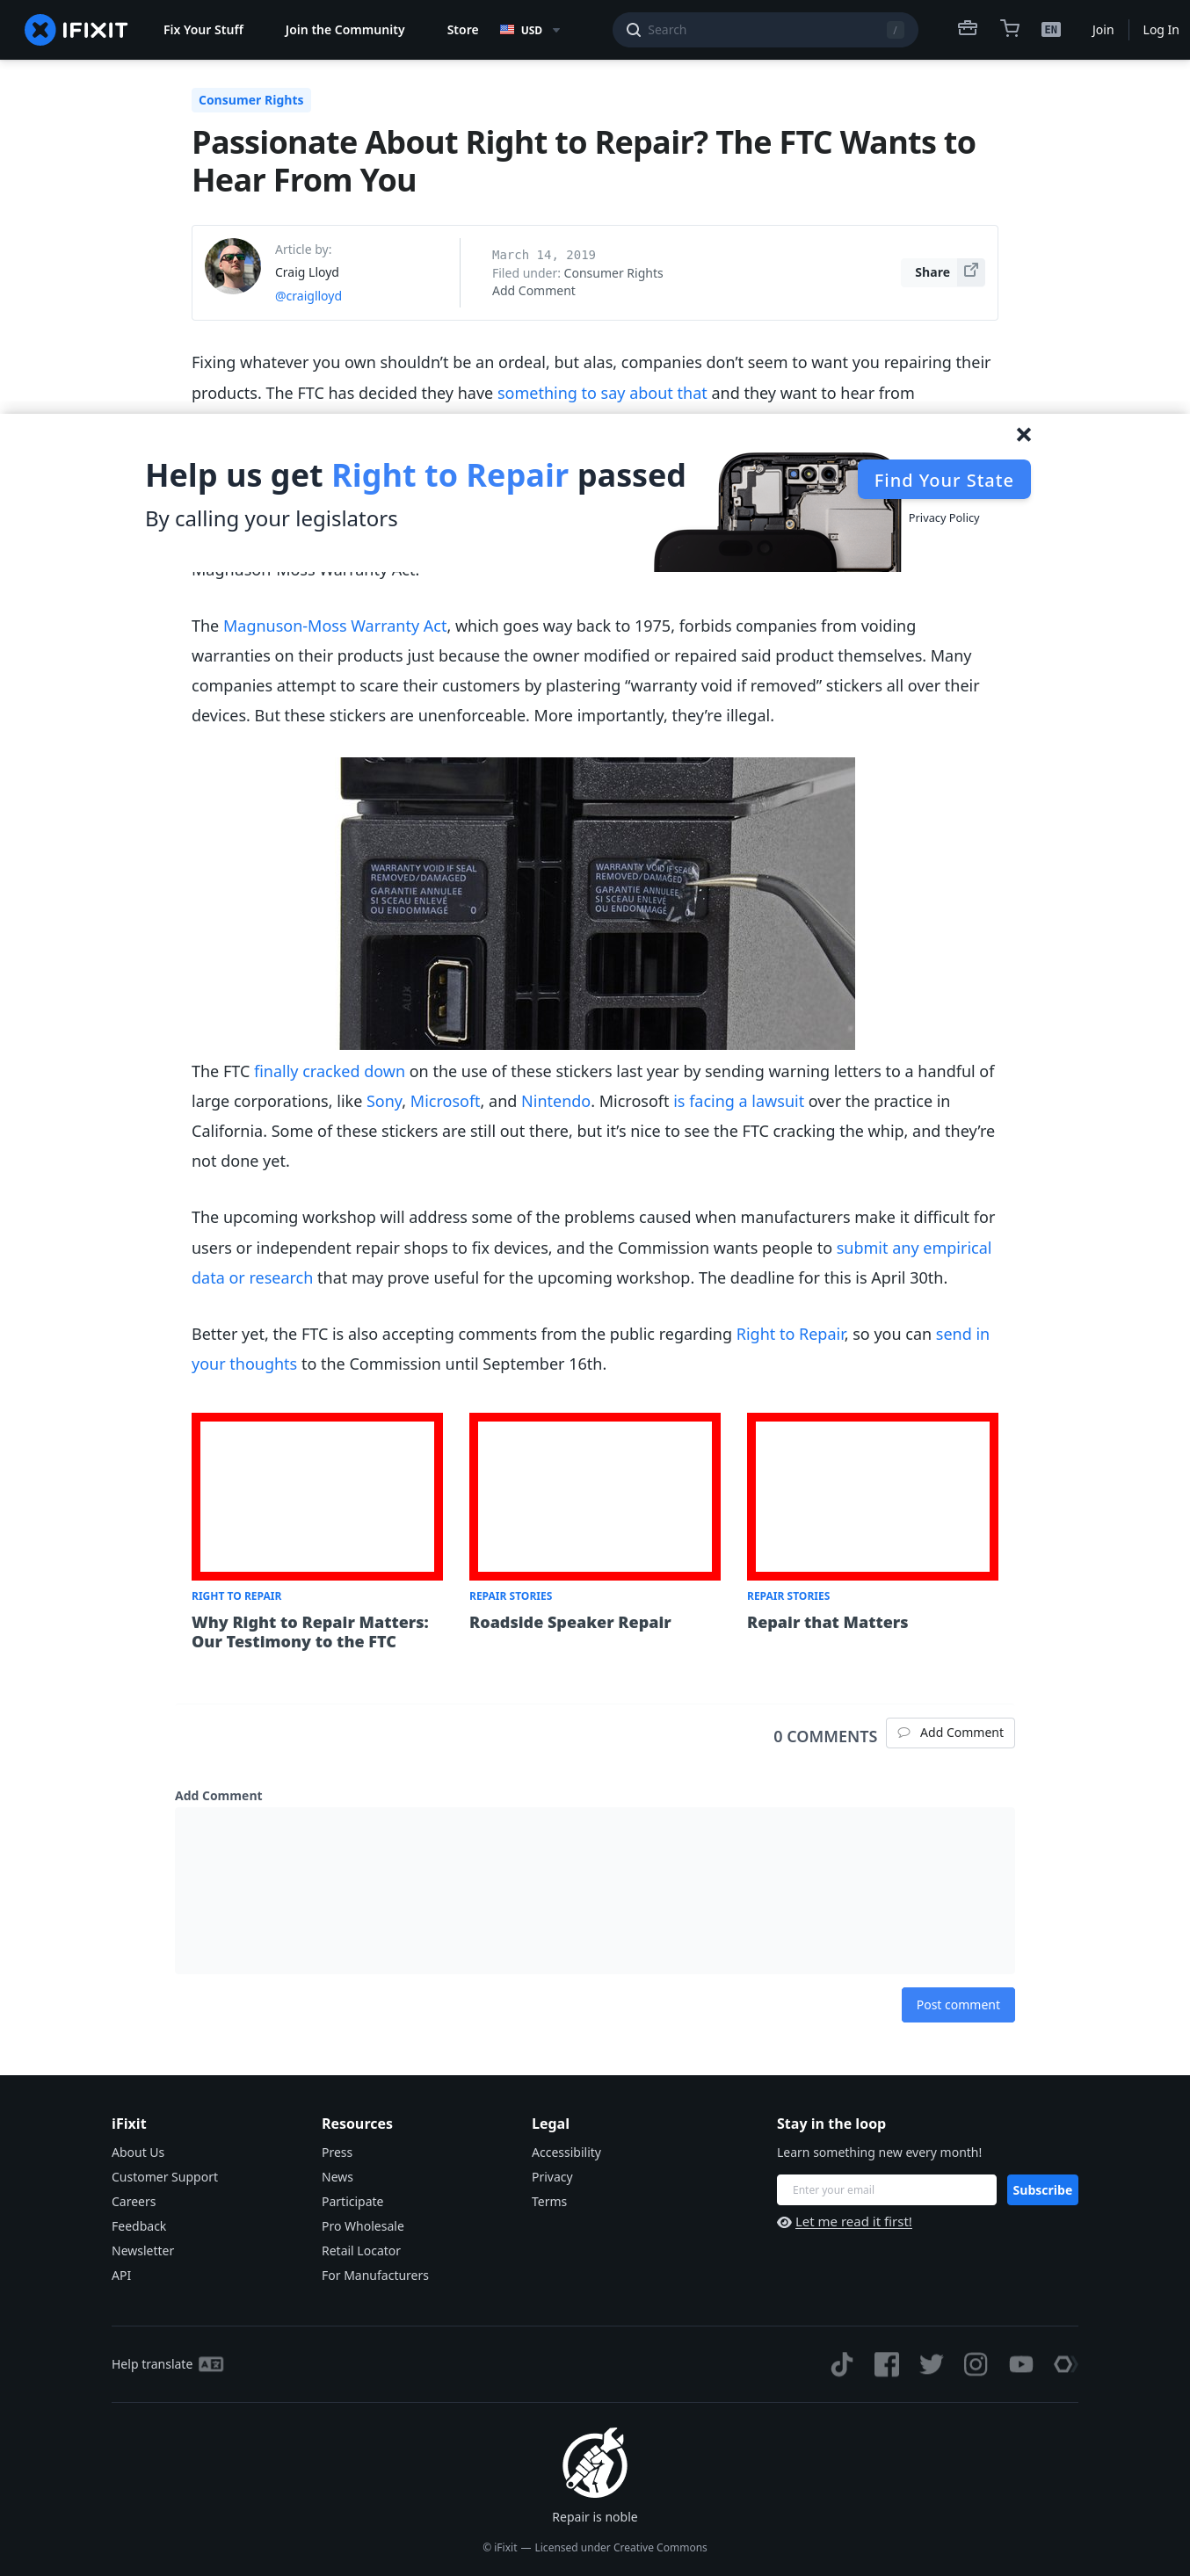 IFIXIT
Fix Your Stuff
Join the Community
Store
USD
Search
/
EN
Join
Log In
Consumer Rights
Passionate About Right to Repair? The FTC Wants to
Hear From You
Article by:
Craig Lloyd
@craiglloyd
March 14, 2019
Filed under: Consumer Rights
Add Comment
Share
Fixing whatever you own shouldn’t be an ordeal, but alas, companies don’t seem to want you repairing their
products. The FTC has decided they have something to say about that and they want to hear from
Help us get Right to Repair passed
By calling your legislators
Find Your State
Privacy Policy
Magnuson-Moss Warranty Act.
The Magnuson-Moss Warranty Act, which goes way back to 1975, forbids companies from voiding
warranties on their products just because the owner modified or repaired said product themselves. Many
companies attempt to scare their customers by plastering “warranty void if removed” stickers all over their
devices. But these stickers are unenforceable. More importantly, they’re illegal.
WARRANTY VOID IF SEAL
REMOVED/DAMAGED
GARANTIE ANNULEE
SI SCEAU ENLEVÉ
OU ENDOMMAGÉ 0
WARRANTY VOID IF SEAL
REMOVED/DAMAGED
GARANTIE ANNULEE
SI SCEAU ENLEVÉ
OU ENDOMMAGÉ 0
AUX
The FTC finally cracked down on the use of these stickers last year by sending warning letters to a handful of
large corporations, like Sony, Microsoft, and Nintendo. Microsoft is facing a lawsuit over the practice in
California. Some of these stickers are still out there, but it’s nice to see the FTC cracking the whip, and they’re
not done yet.
The upcoming workshop will address some of the problems caused when manufacturers make it difficult for
users or independent repair shops to fix devices, and the Commission wants people to submit any empirical
data or research that may prove useful for the upcoming workshop. The deadline for this is April 30th.
Better yet, the FTC is also accepting comments from the public regarding Right to Repair, so you can send in
your thoughts to the Commission until September 16th.
RIGHT TO REPAIR
Why Right to Repair Matters:
Our Testimony to the FTC
REPAIR STORIES
Roadside Speaker Repair
REPAIR STORIES
Repair that Matters
0 COMMENTS
Add Comment
Add Comment
Post comment
iFixit
About Us
Customer Support
Careers
Feedback
Newsletter
API
Resources
Press
News
Participate
Pro Wholesale
Retail Locator
For Manufacturers
Legal
Accessibility
Privacy
Terms
Stay in the loop
Learn something new every month!
Enter your email
Subscribe
Let me read it first!
Help translate
Repair is noble
© iFixit — Licensed under Creative Commons